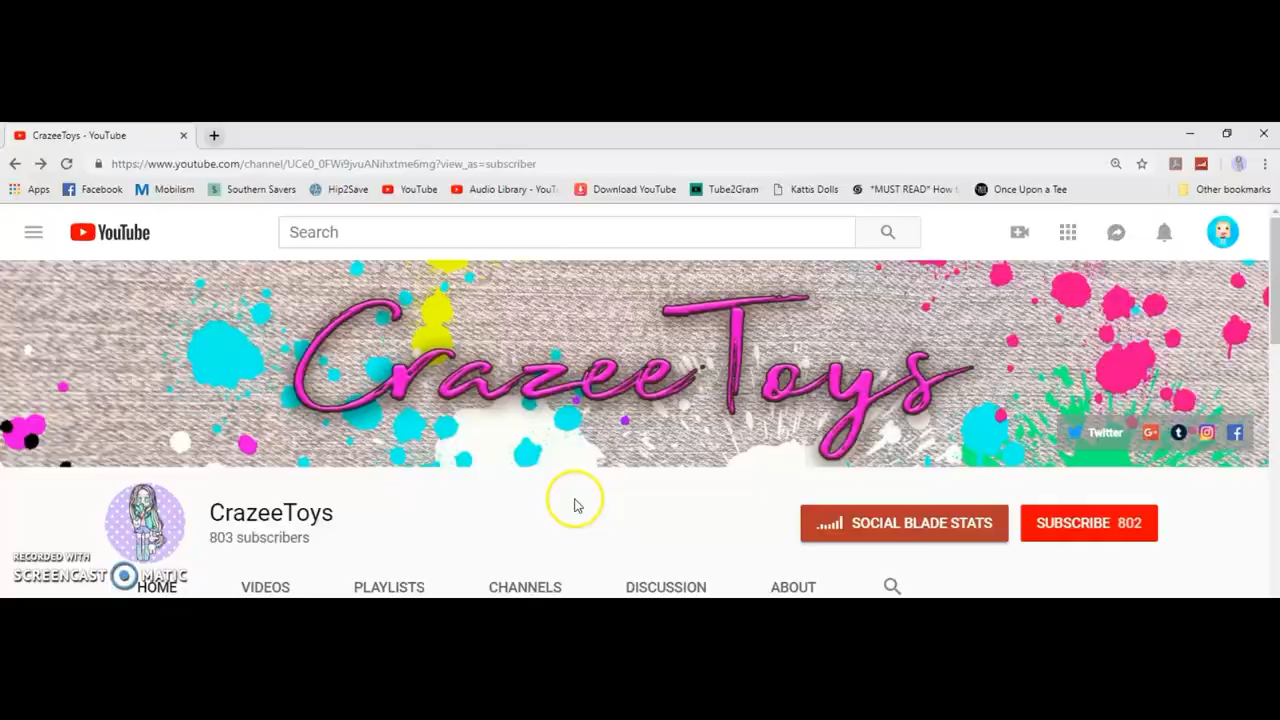 CrazeeToys - YouTube
https://www.youtube.com/channel/UCe0_0FWi9jvuANihxtme6mg?view_as=subscriber
Apps Facebook Mobilism Southern Savers Hip2Save YouTube Audio Library - YouT Download YouTube Tube2Gram Kattis Dolls *MUST READ* How t Once Upon a Tee Other bookmarks
YouTube Search
CrazeeToys
Twitter
CrazeeToys
803 subscribers
SOCIAL BLADE STATS SUBSCRIBE 802
RECORDED WITH
SCREENCAST MATIC
HOME VIDEOS PLAYLISTS CHANNELS DISCUSSION ABOUT